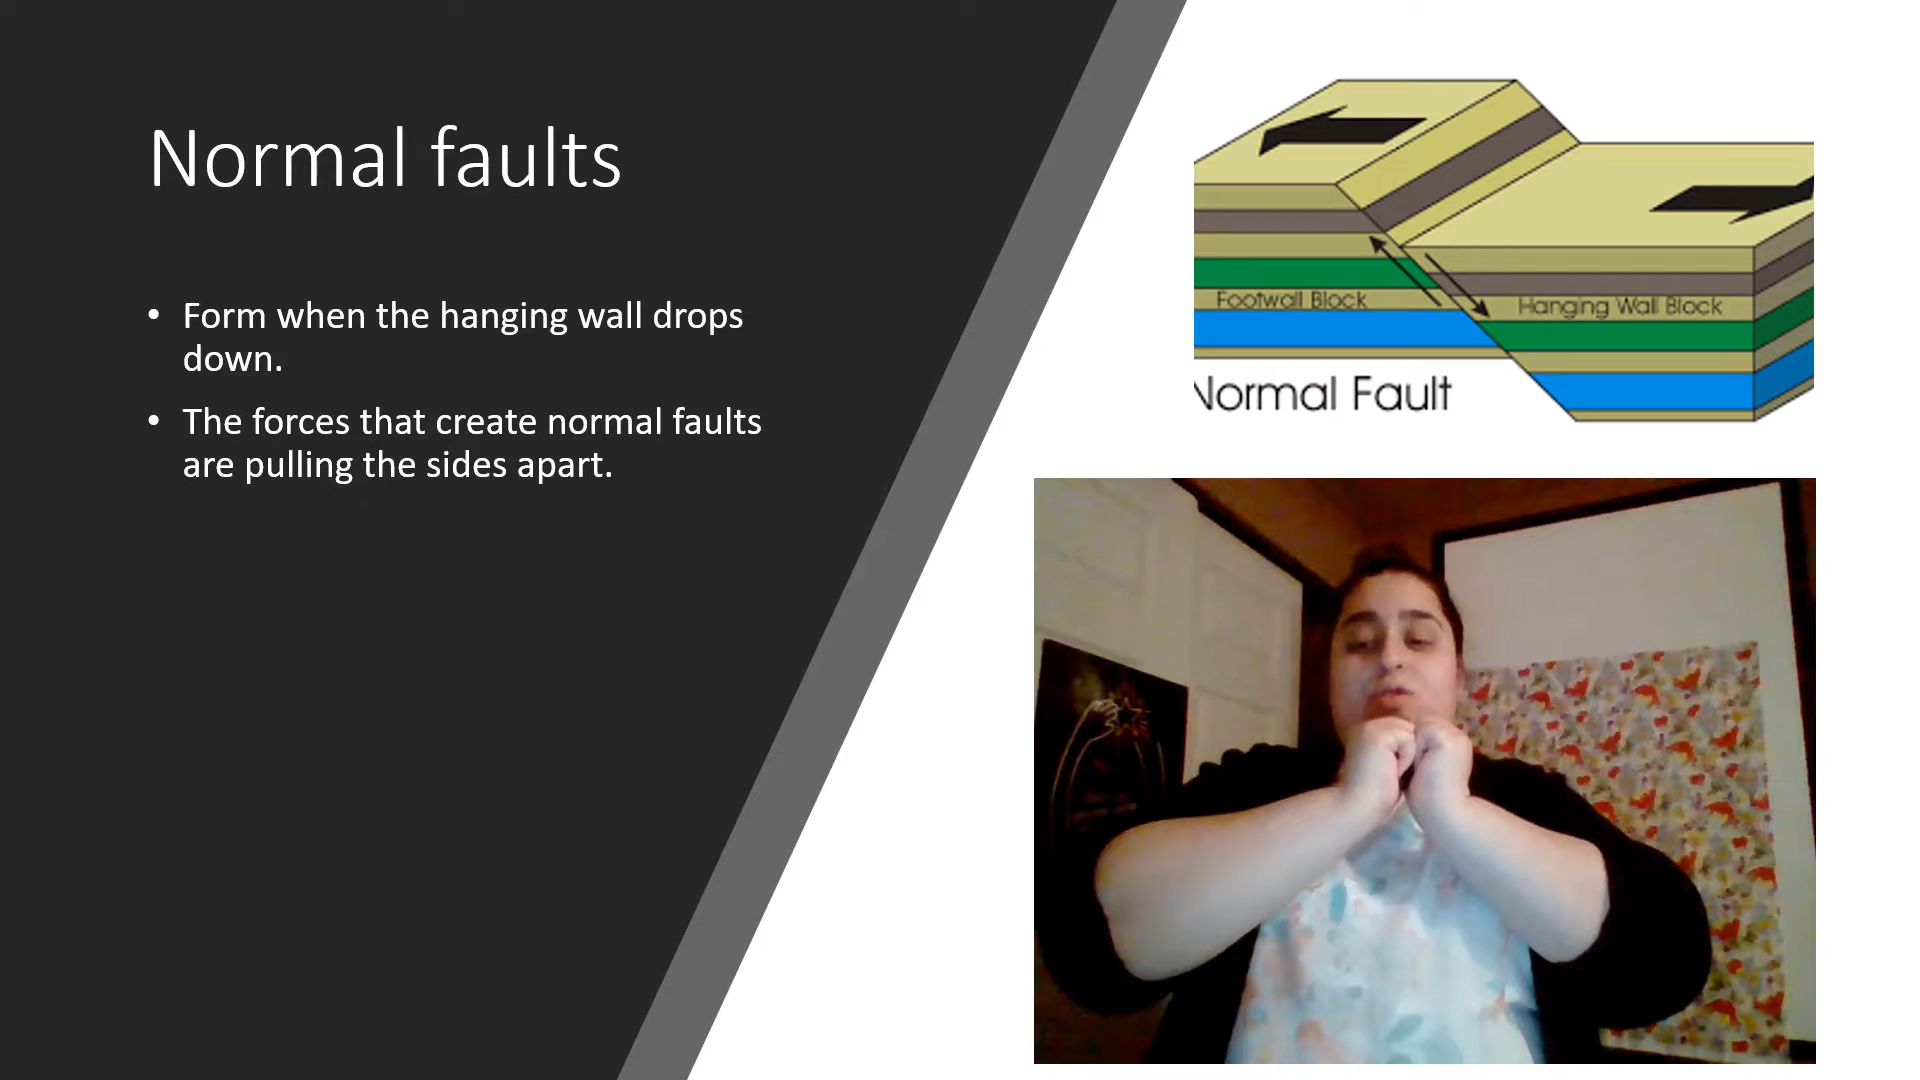 Normal faults
• Form when the hanging wall drops
down.
• The forces that create normal faults
are pulling the sides apart.
Footwall Block
Hanging Wall Block
Normal Fault